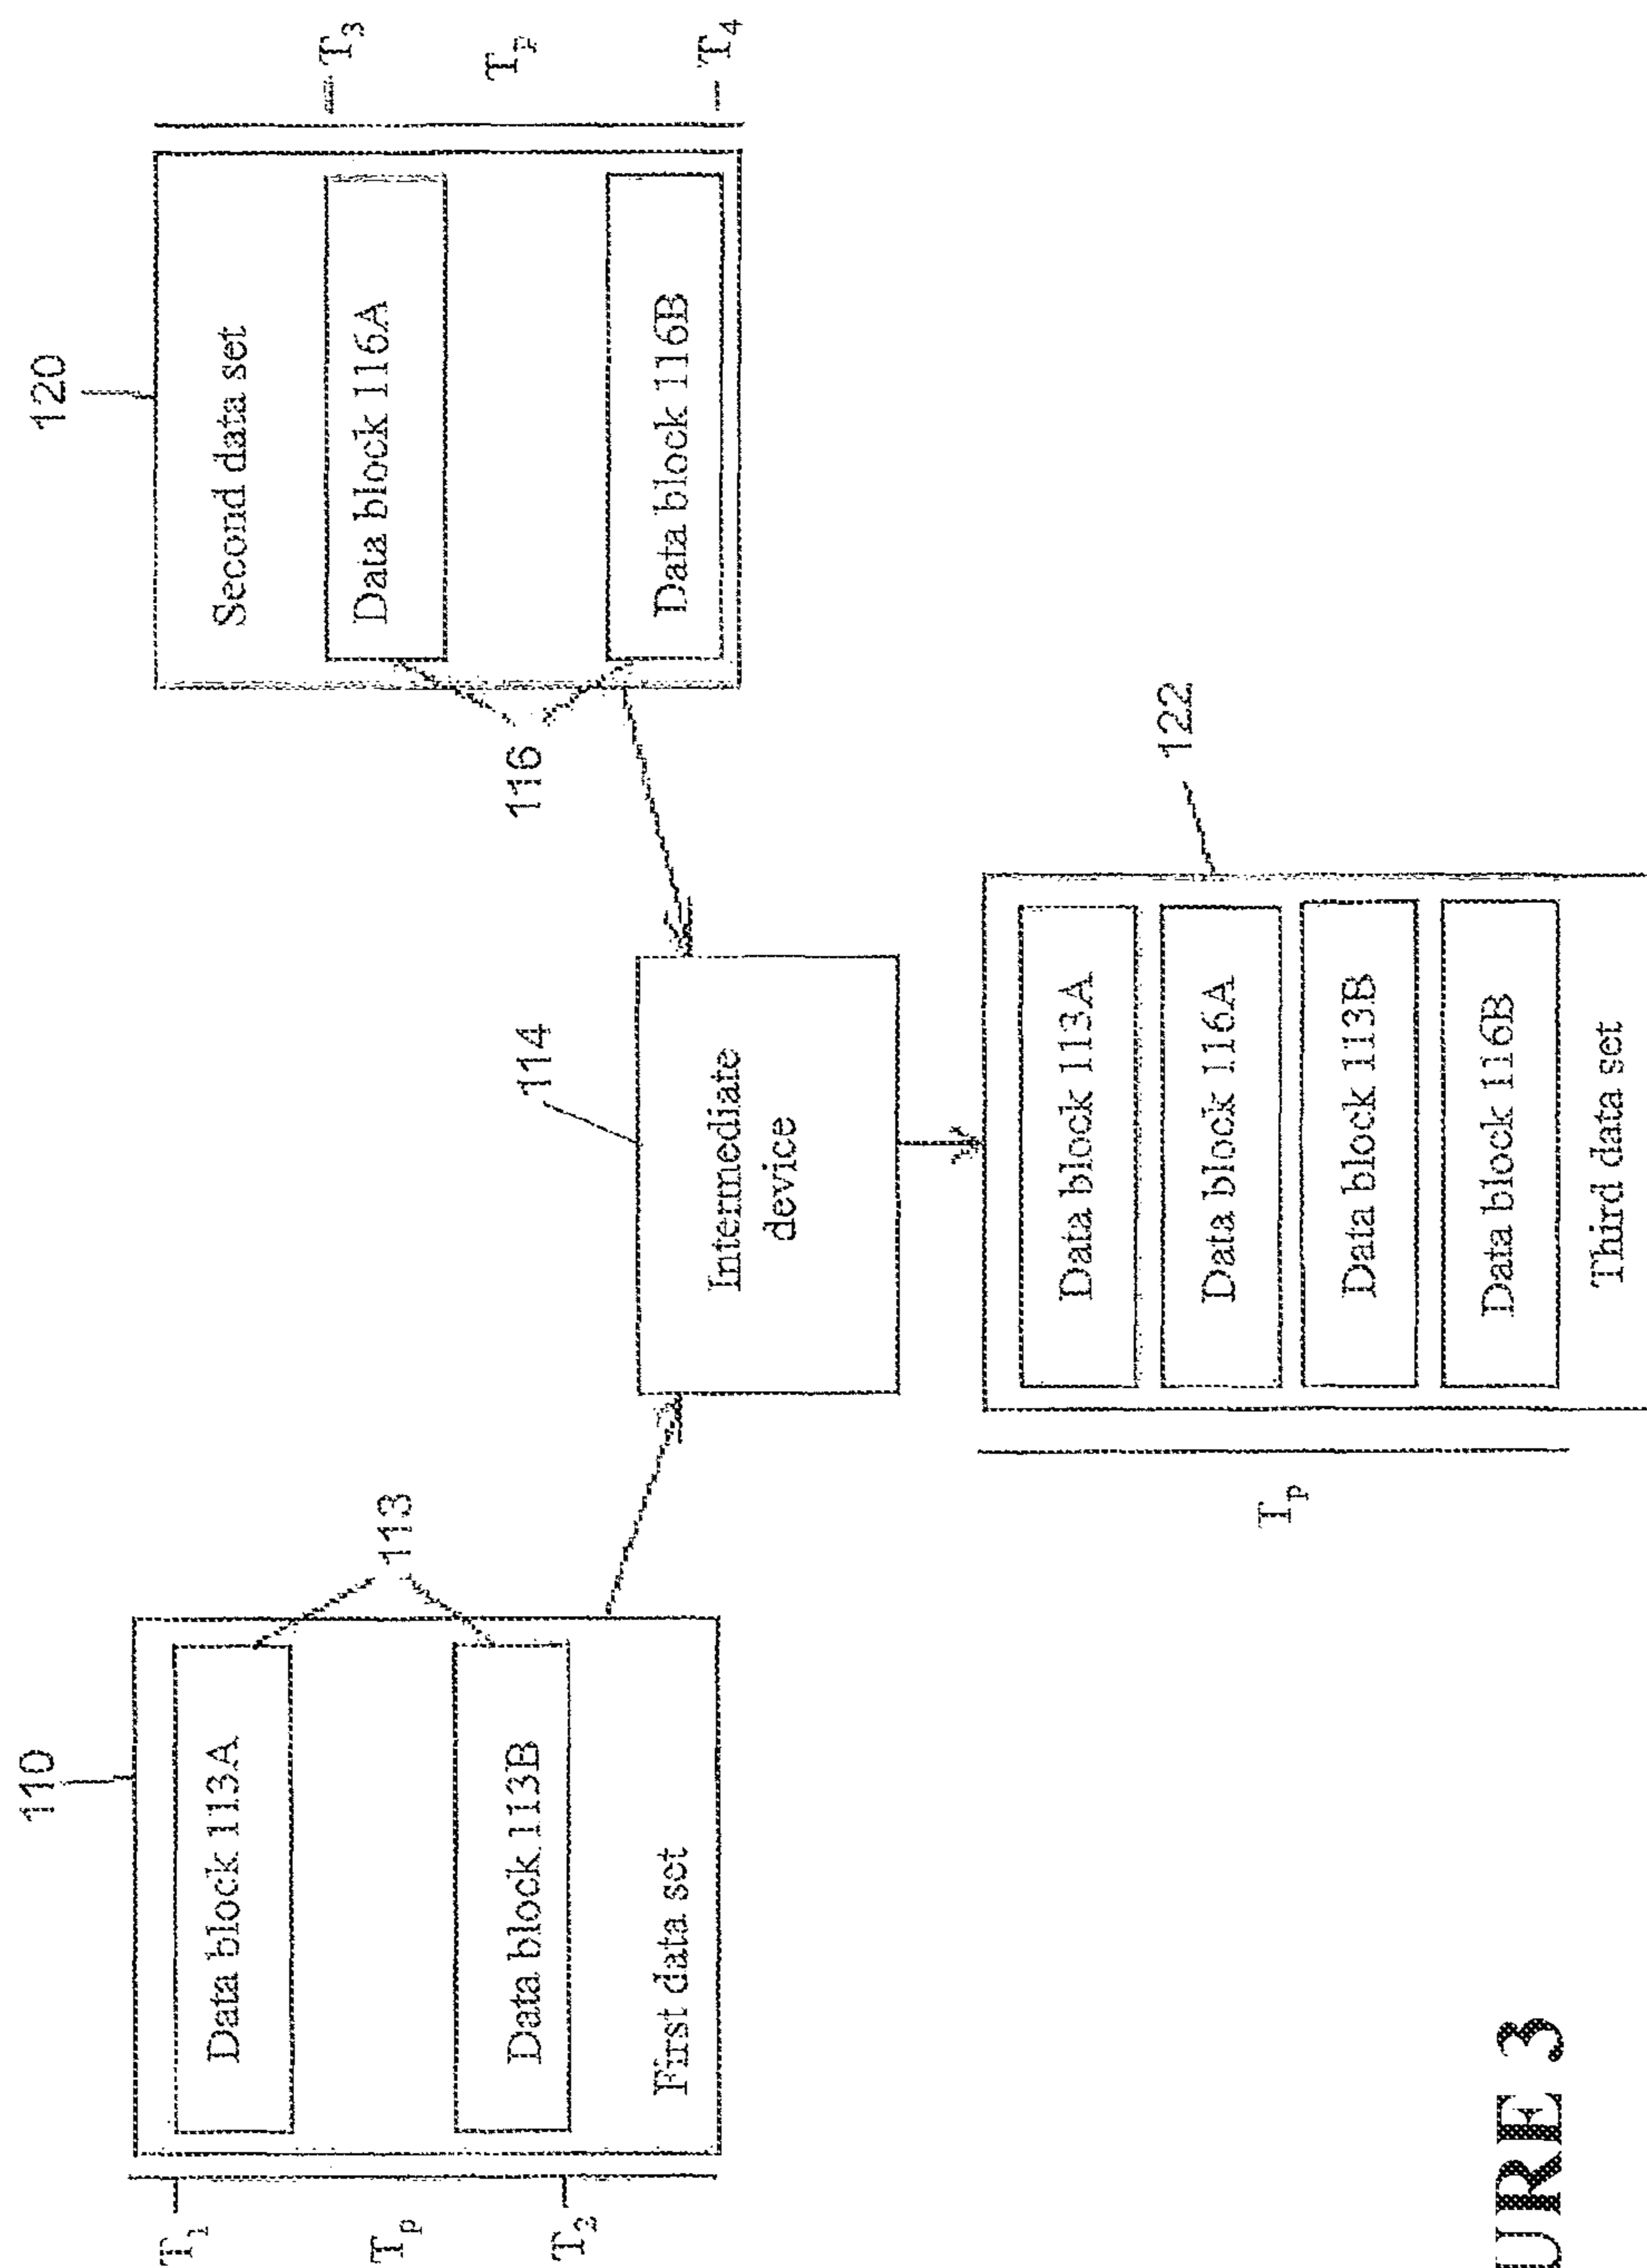 110
T1
Tp
T2
Data block 113A
Data block 113B
First data set
113
120
Second data set
Data block 116A
Data block 116B
116
T3
Tp
T4
114
Intermediate
device
122
Data block 113A
Data block 116A
Data block 113B
Data block 116B
Third data set
Tp
URE 3